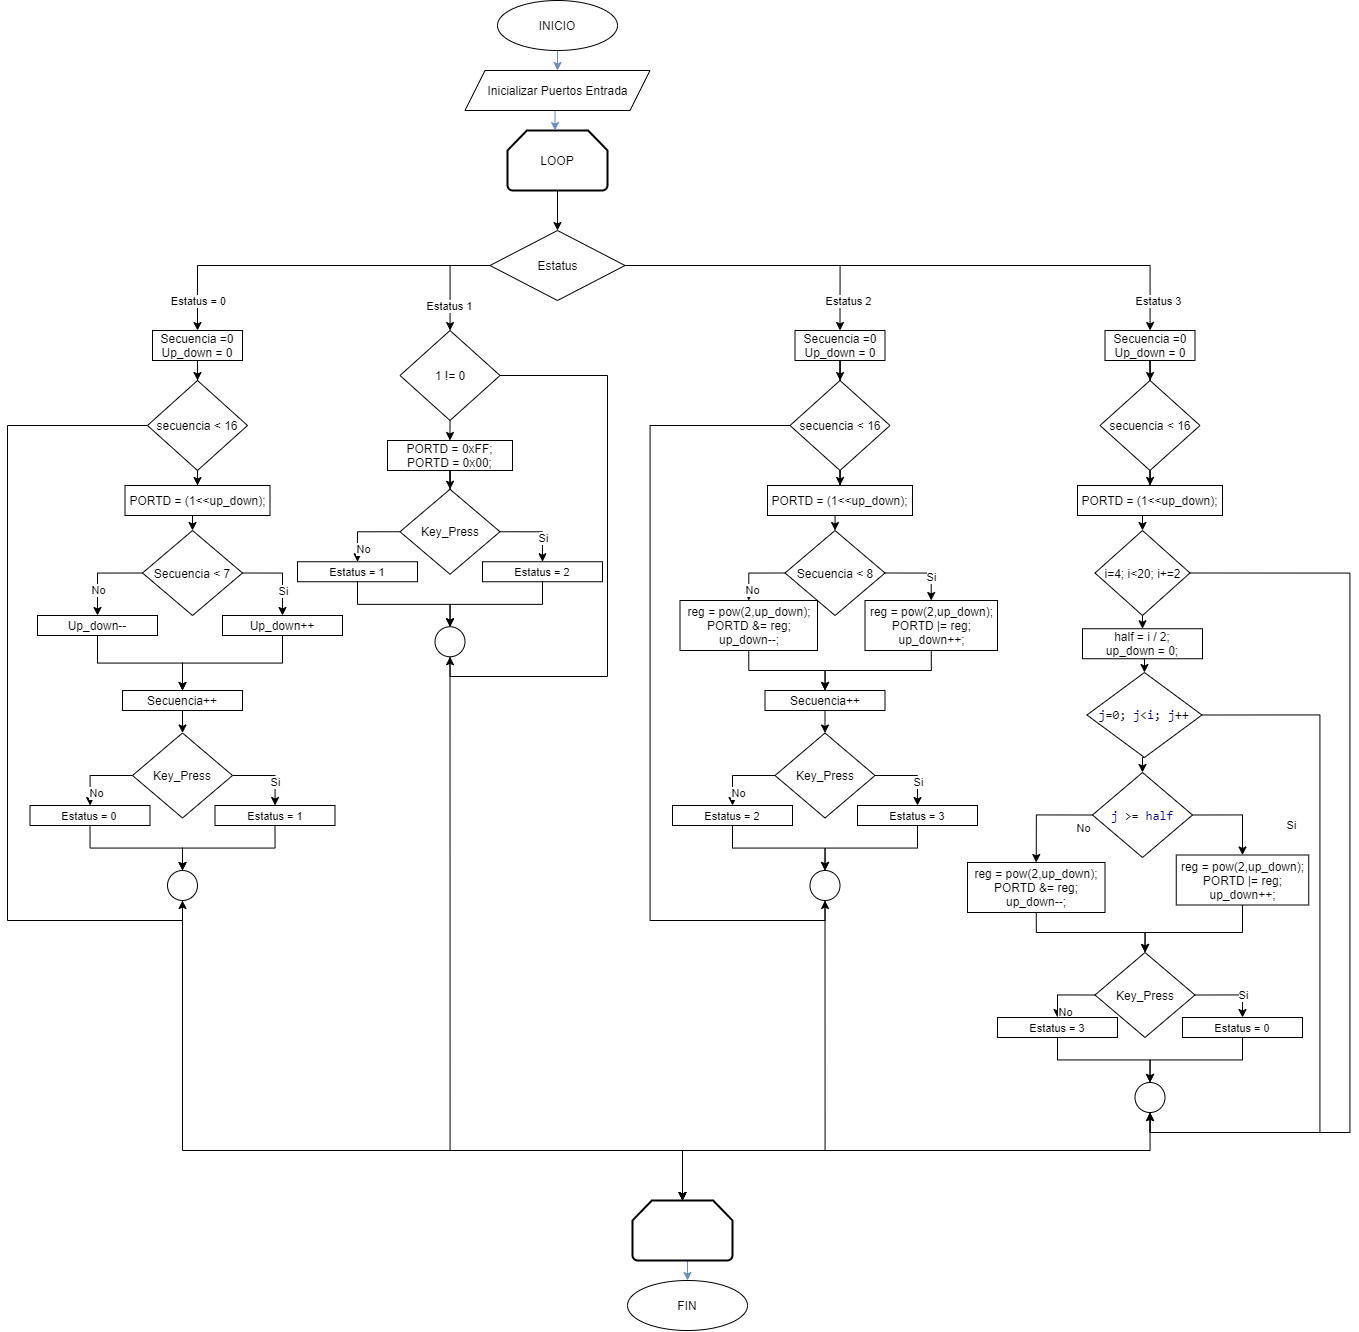 INICIO
Inicializar Puertos Entrada
LOOP
Estatus
Estatus = 0
Secuencia =0
Up_down = 0
secuencia < 16
PORTD = (1<<up_down);
Secuencia < 7
No
Si
Up_down--
Up_down++
Secuencia++
Key_Press
No
Si
Estatus = 0
Estatus = 1
Estatus 1
1 != 0
PORTD = 0xFF;
PORTD = 0x00;
Key_Press
No
Si
Estatus = 1
Estatus = 2
Estatus 2
Secuencia =0
Up_down = 0
secuencia < 16
PORTD = (1<<up_down);
Secuencia < 8
No
Si
reg = pow(2,up_down);
PORTD &= reg;
up_down--;
reg = pow(2,up_down);
PORTD |= reg;
up_down++;
Secuencia++
Key_Press
No
Si
Estatus = 2
Estatus = 3
Estatus 3
Secuencia =0
Up_down = 0
secuencia < 16
PORTD = (1<<up_down);
i=4; i<20; i+=2
half = i / 2;
up_down = 0;
j=0; j<i; j++
j >= half
No
Si
reg = pow(2,up_down);
PORTD &= reg;
up_down--;
reg = pow(2,up_down);
PORTD |= reg;
up_down++;
Key_Press
No
Si
Estatus = 3
Estatus = 0
FIN